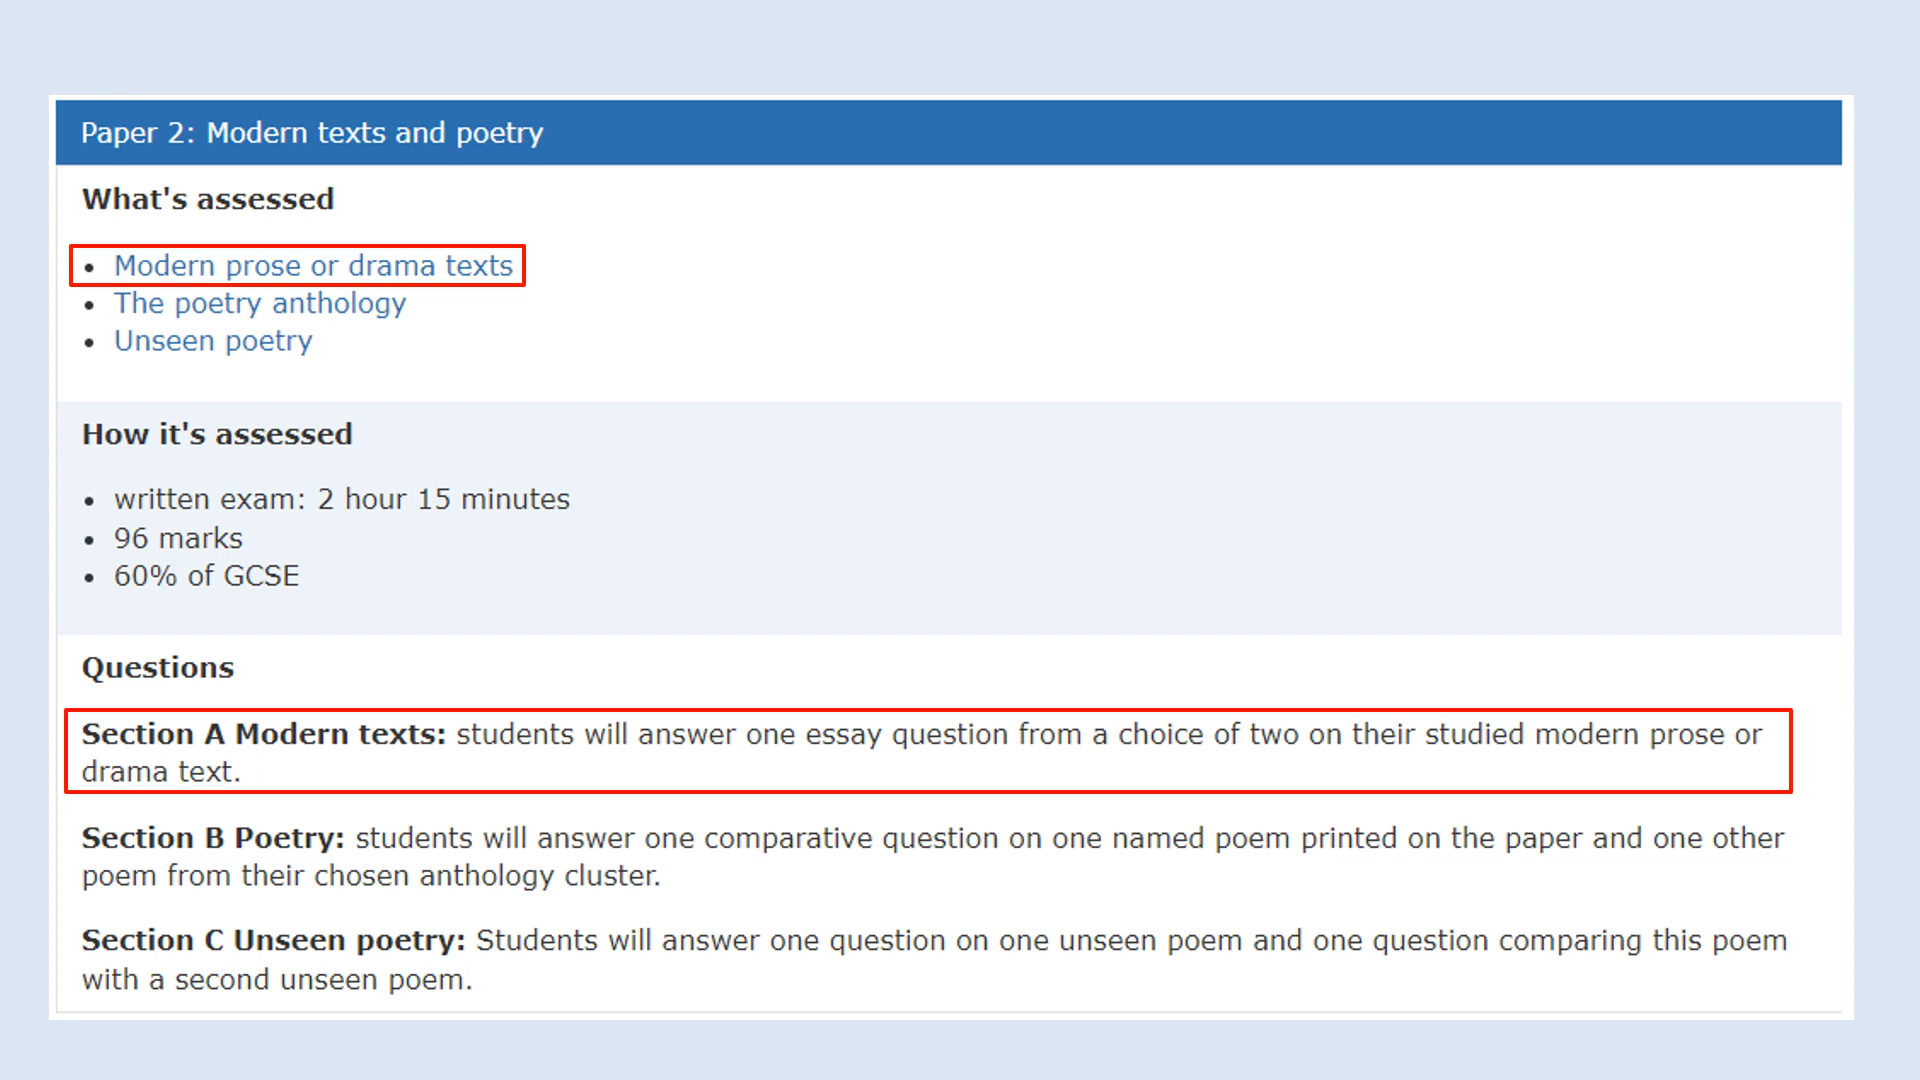 Paper 2: Modern texts and poetry
What's assessed
• Modern prose or drama texts
• The poetry anthology
• Unseen poetry
How it's assessed
• written exam: 2 hour 15 minutes
• 96 marks
• 60% of GCSE
Questions
Section A Modern texts: students will answer one essay question from a choice of two on their studied modern prose or
drama text.
Section B Poetry: students will answer one comparative question on one named poem printed on the paper and one other
poem from their chosen anthology cluster.
Section C Unseen poetry: Students will answer one question on one unseen poem and one question comparing this poem
with a second unseen poem.